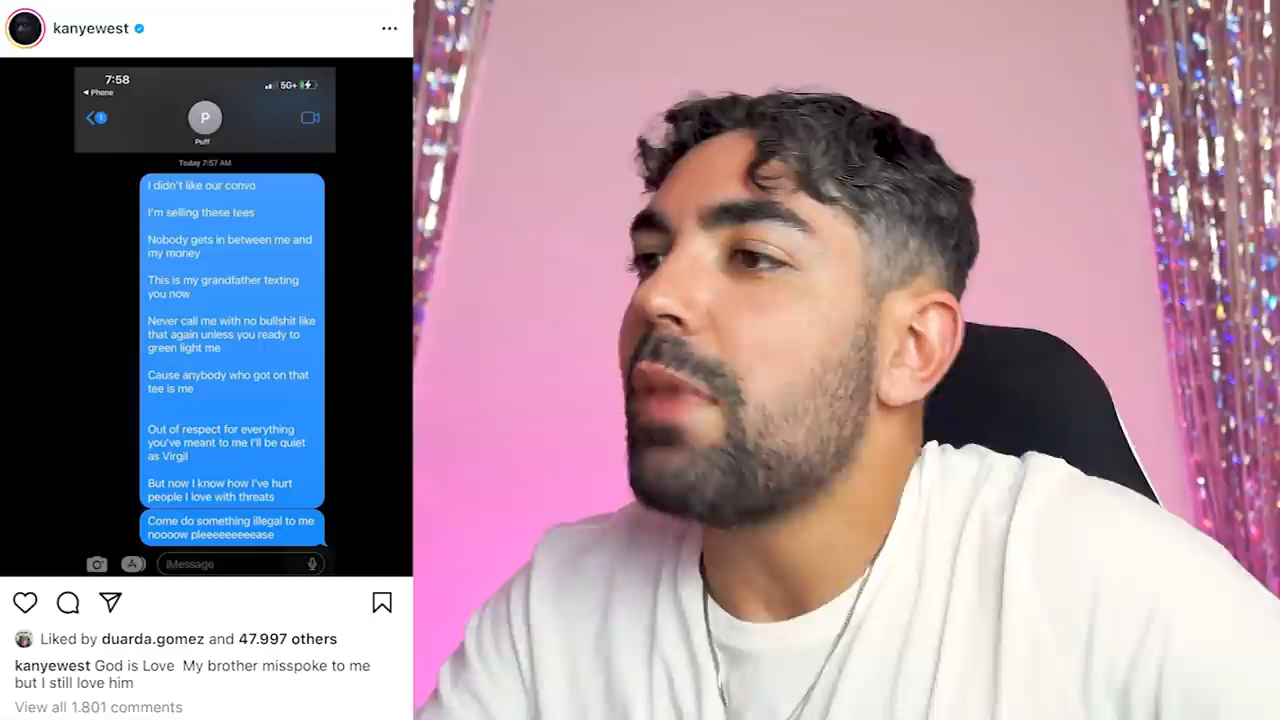 kanyewest
7:58
5G+
Phone
1
P
Puff
Today 7:57 AM
I didn't like our convo
I'm selling these tees
Nobody gets in between me and
my money
This is my grandfather texting
you now
Never call me with no bullshit like
that again unless you ready to
green light me
Cause anybody who got on that
tee is me
Out of respect for everything
you've meant to me I'll be quiet
as Virgil
But now I know how I've hurt
people I love with threats
Come do something illegal to me
noooow pleeeeeeeeease
iMessage
Liked by duarda.gomez and 47.997 others
kanyewest God is Love My brother misspoke to me
but I still love him
View all 1.801 comments